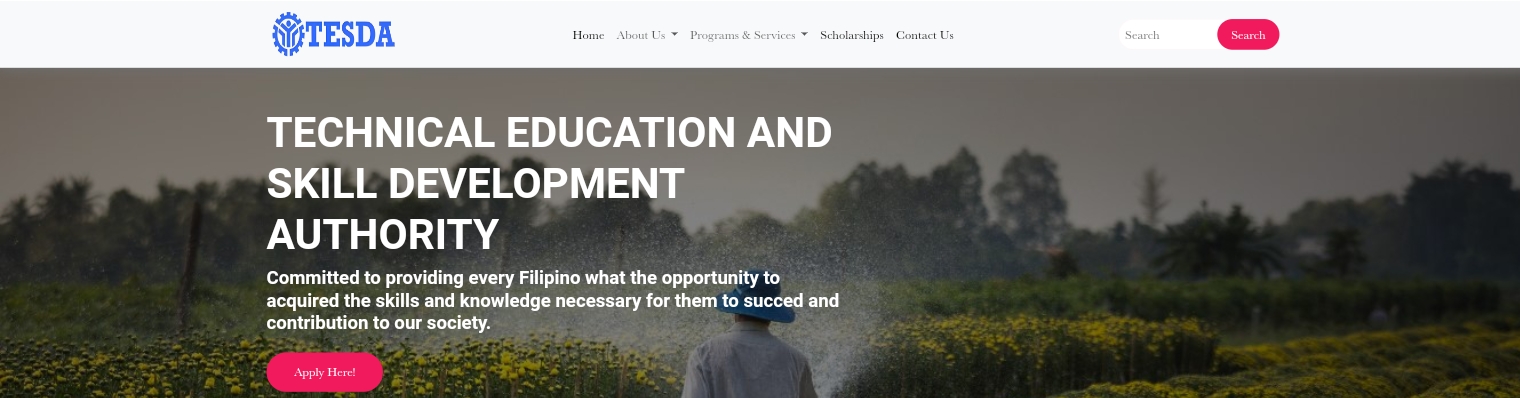 TESDA
Home About Us Programs & Services Scholarships Contact Us
Search Search
TECHNICAL EDUCATION AND
SKILL DEVELOPMENT
AUTHORITY
Committed to providing every Filipino what the opportunity to
acquired the skills and knowledge necessary for them to succed and
contribution to our society.
Apply Here!